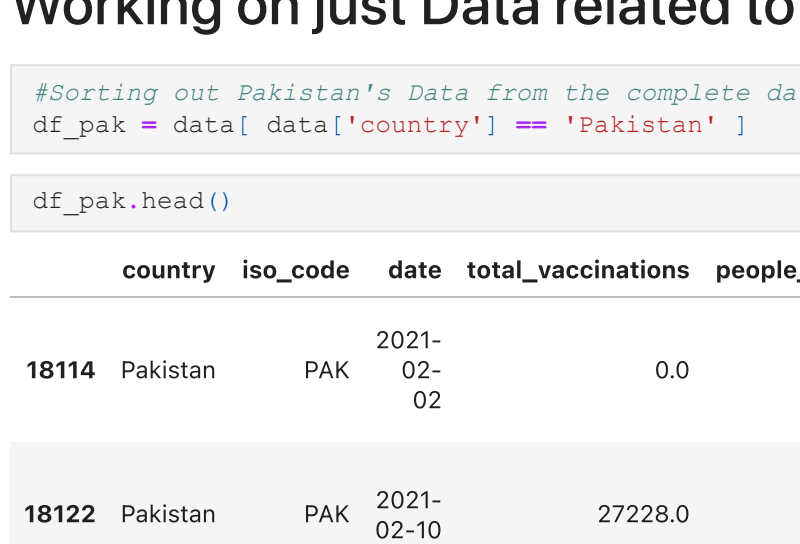 Working on just Data related to
#Sorting out Pakistan's Data from the complete da
df_pak = data[ data['country'] == 'Pakistan' ]
df_pak.head()
country iso_code date total_vaccinations people_
2021-
18114 Pakistan PAK 02- 0.0
02
2021-
18122 Pakistan PAK 02-10 27228.0